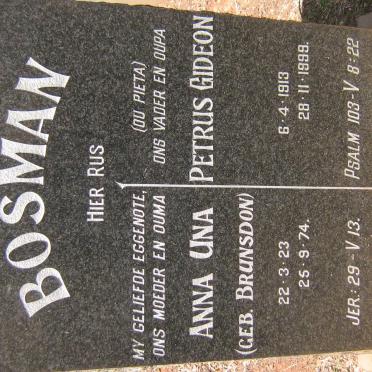 BOSMAN
HIER RUS
MY GELIEFDE EGGENOTE,
ONS MOEDER EN OUMA
ANNA UNA
(GEB. BRUNSDON)
22·3·23
25·9·74.
JER: 29-V13.
(OU PIETA)
ONS VADER EN OUPA
PETRUS GIDEON
6·4·1913
28·11·1999.
PSALM 103-V 8:22